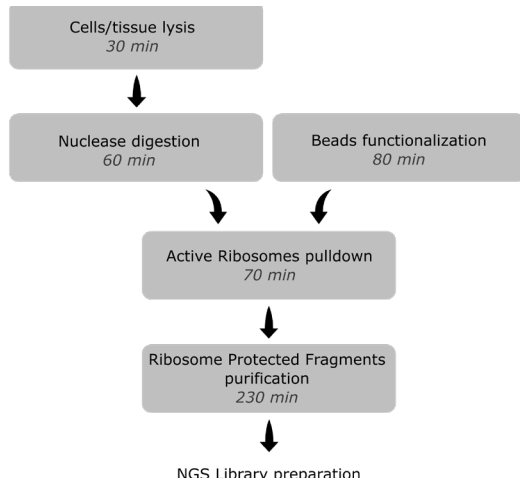 Cells/tissue lysis
30 min
Nuclease digestion
60 min
Beads functionalization
80 min
Active Ribosomes pulldown
70 min
Ribosome Protected Fragments
purification
230 min
NGS Library preparation